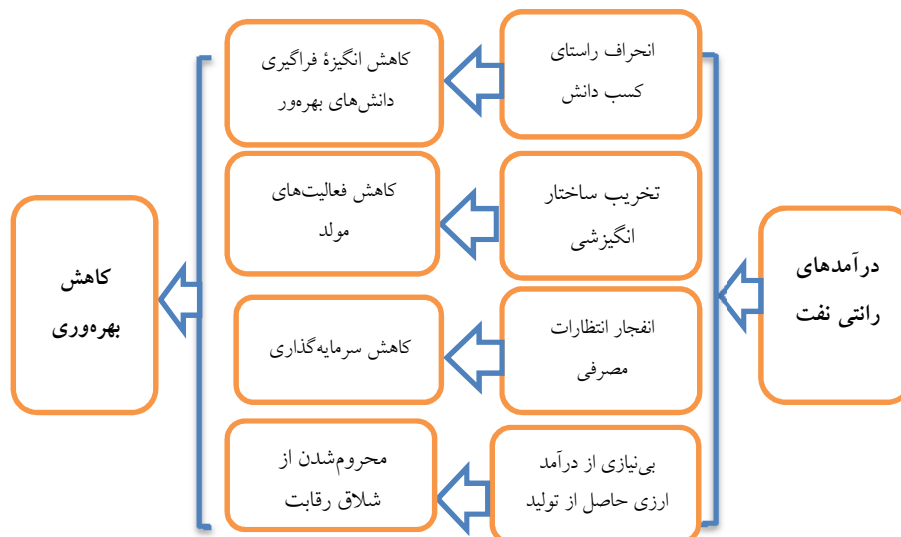 درآمدهای
رانتی نفت
انحراف راستای
کسب دانش
کاهش انگیزهٔ فراگیری
دانش‌های بهره‌ور
تخریب ساختار
انگیزشی
کاهش فعالیت‌های
مولد
انفجار انتظارات
مصرفی
کاهش سرمایه‌گذاری
بی‌نیازی از درآمد
ارزی حاصل از تولید
محروم‌شدن از
شلاق رقابت
کاهش
بهره‌وری